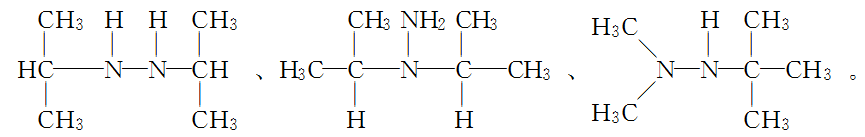 CH₃ H H CH₃ CH₃ NH₂ CH₃ H₃C H CH₃
HC N N CH 、 H₃C C N C CH₃ 、 N N C CH₃ 。
CH₃ CH₃ H H H₃C CH₃